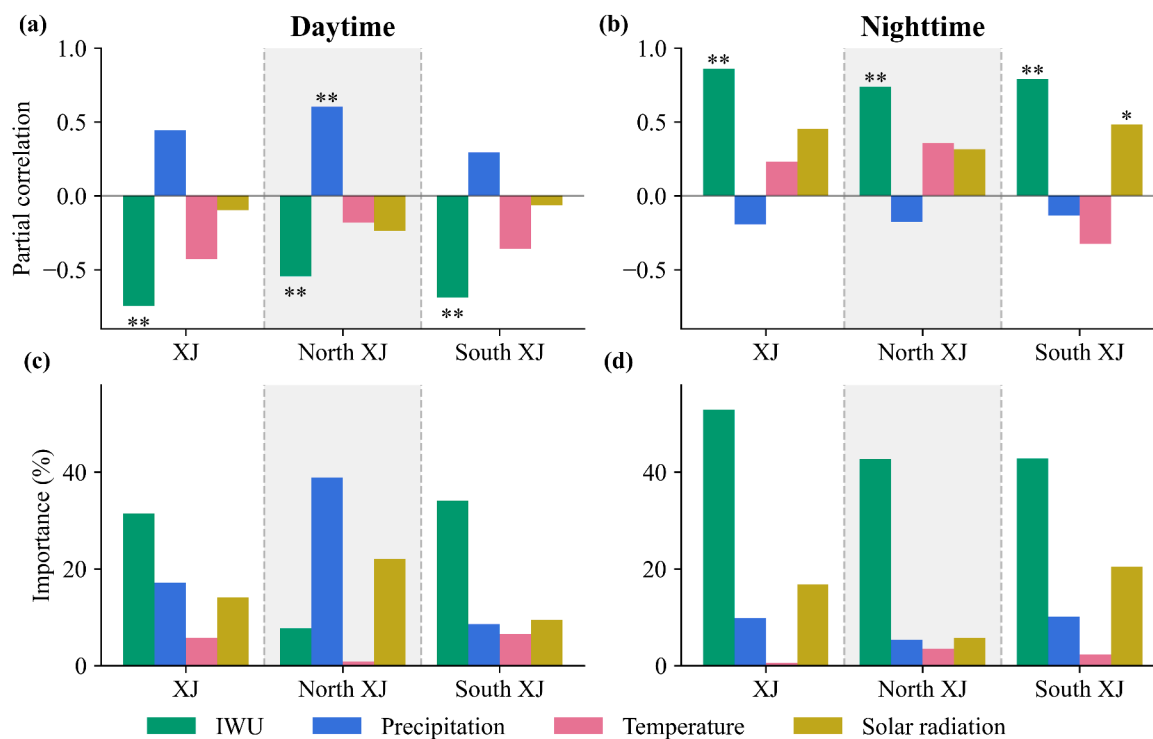 (a) Daytime
(b) Nighttime
Partial correlation
1.0
0.5
0.0
−0.5
**
**
**
**
XJ North XJ South XJ
1.0
0.5
0.0
−0.5
**
**
**
*
XJ North XJ South XJ
(c)
(d)
Importance (%)
40
20
0
XJ North XJ South XJ
40
20
0
XJ North XJ South XJ
IWU Precipitation Temperature Solar radiation